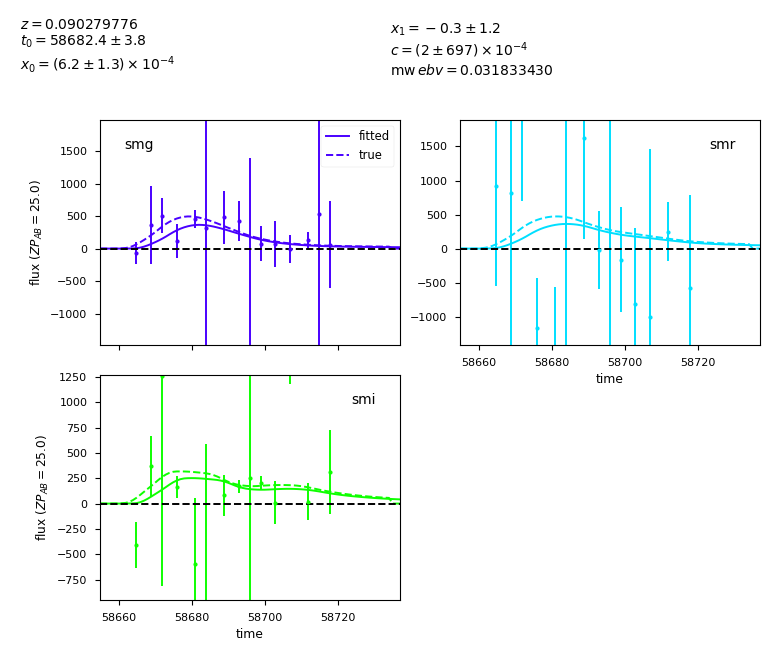 z = 0.090279776
t₀ = 58682.4 ± 3.8
x₀ = (6.2 ± 1.3) × 10⁻⁴
x₁ = −0.3 ± 1.2
c = (2 ± 697) × 10⁻⁴
mw ebv = 0.031833430
smg
fitted
true
1500
1000
500
0
−500
−1000
flux (ZP_AB = 25.0)
smr
1500
1000
500
0
−500
−1000
58660 58680 58700 58720
time
smi
1250
1000
750
500
250
0
−250
−500
−750
flux (ZP_AB = 25.0)
58660 58680 58700 58720
time